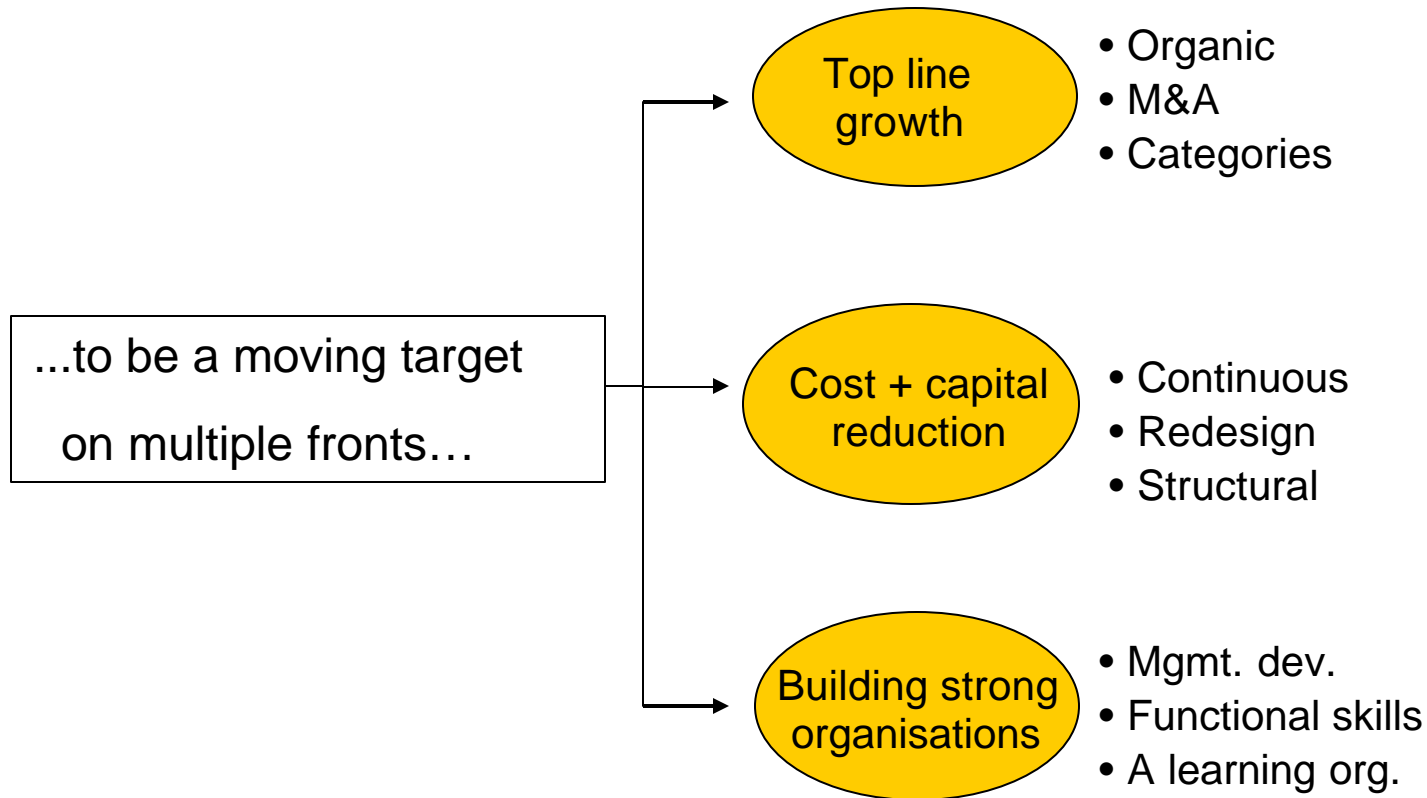 ...to be a moving target
on multiple fronts…
Top line
growth
• Organic
• M&A
• Categories
Cost + capital
reduction
• Continuous
• Redesign
• Structural
Building strong
organisations
• Mgmt. dev.
• Functional skills
• A learning org.